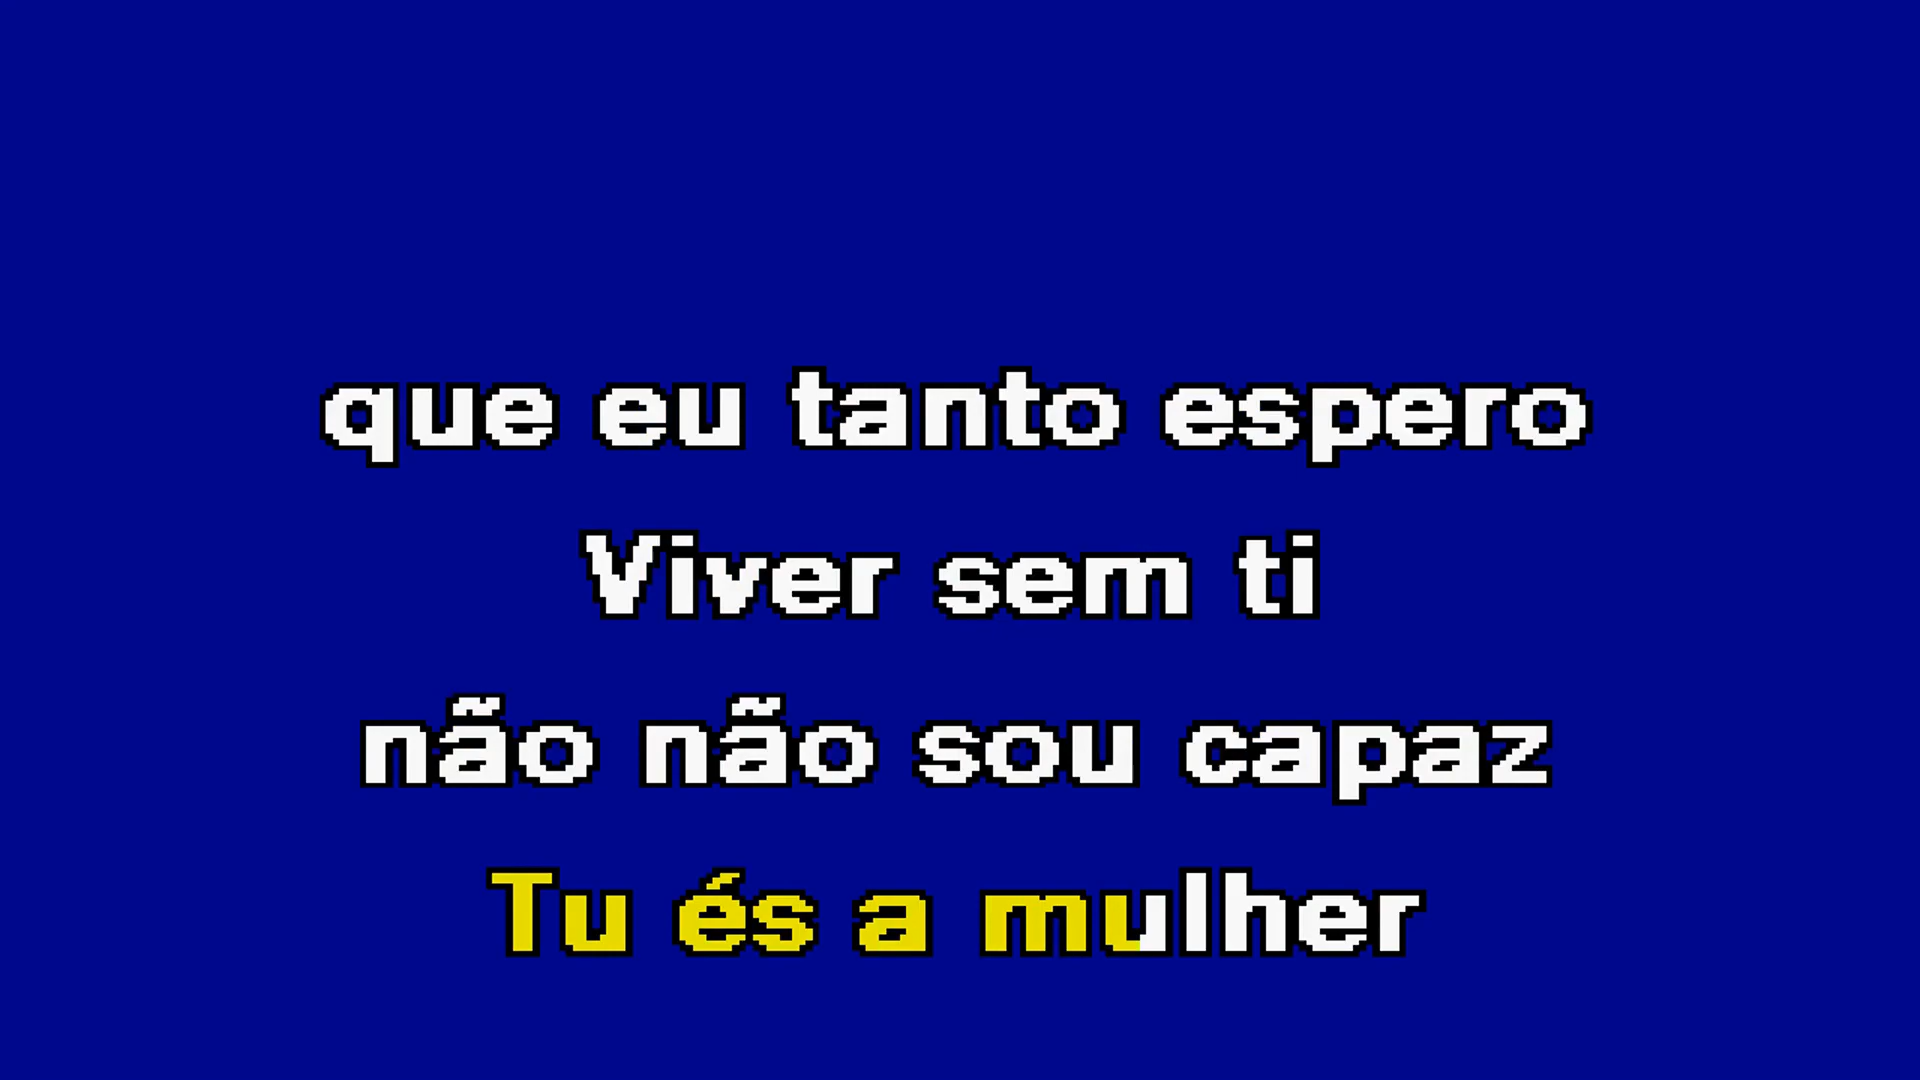 que eu tanto espero
Viver sem ti
não não sou capaz
Tu és a mulher